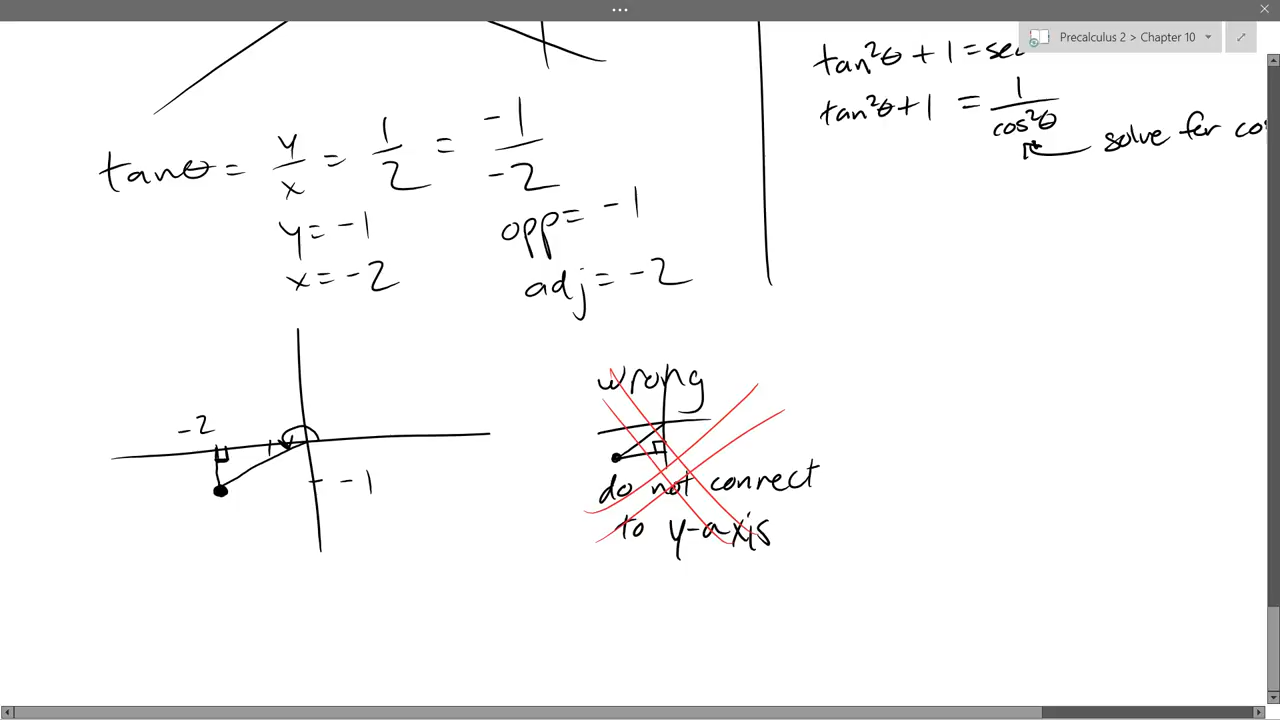 Precalculus 2 > Chapter 10
tan²θ + 1 = sec
tan²θ + 1 = 1/cos²θ
solve for co
tanθ = y/x = 1/2 = -1/-2
y = -1
x = -2
opp = -1
adj = -2
-2
-1
wrong
do not connect
to y-axis